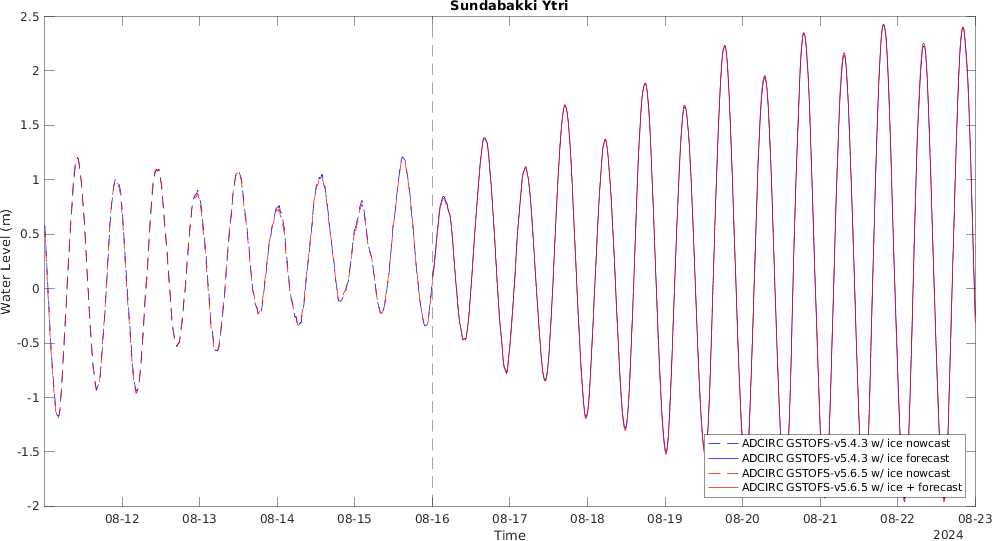 Sundabakki Ytri
2.5
2
1.5
1
0.5
0
-0.5
-1
-1.5
-2
Water Level (m)
ADCIRC GSTOFS-v5.4.3 w/ ice nowcast
ADCIRC GSTOFS-v5.4.3 w/ ice forecast
ADCIRC GSTOFS-v5.6.5 w/ ice nowcast
ADCIRC GSTOFS-v5.6.5 w/ ice + forecast
08-12 08-13 08-14 08-15 08-16 08-17 08-18 08-19 08-20 08-21 08-22 08-23
Time
2024